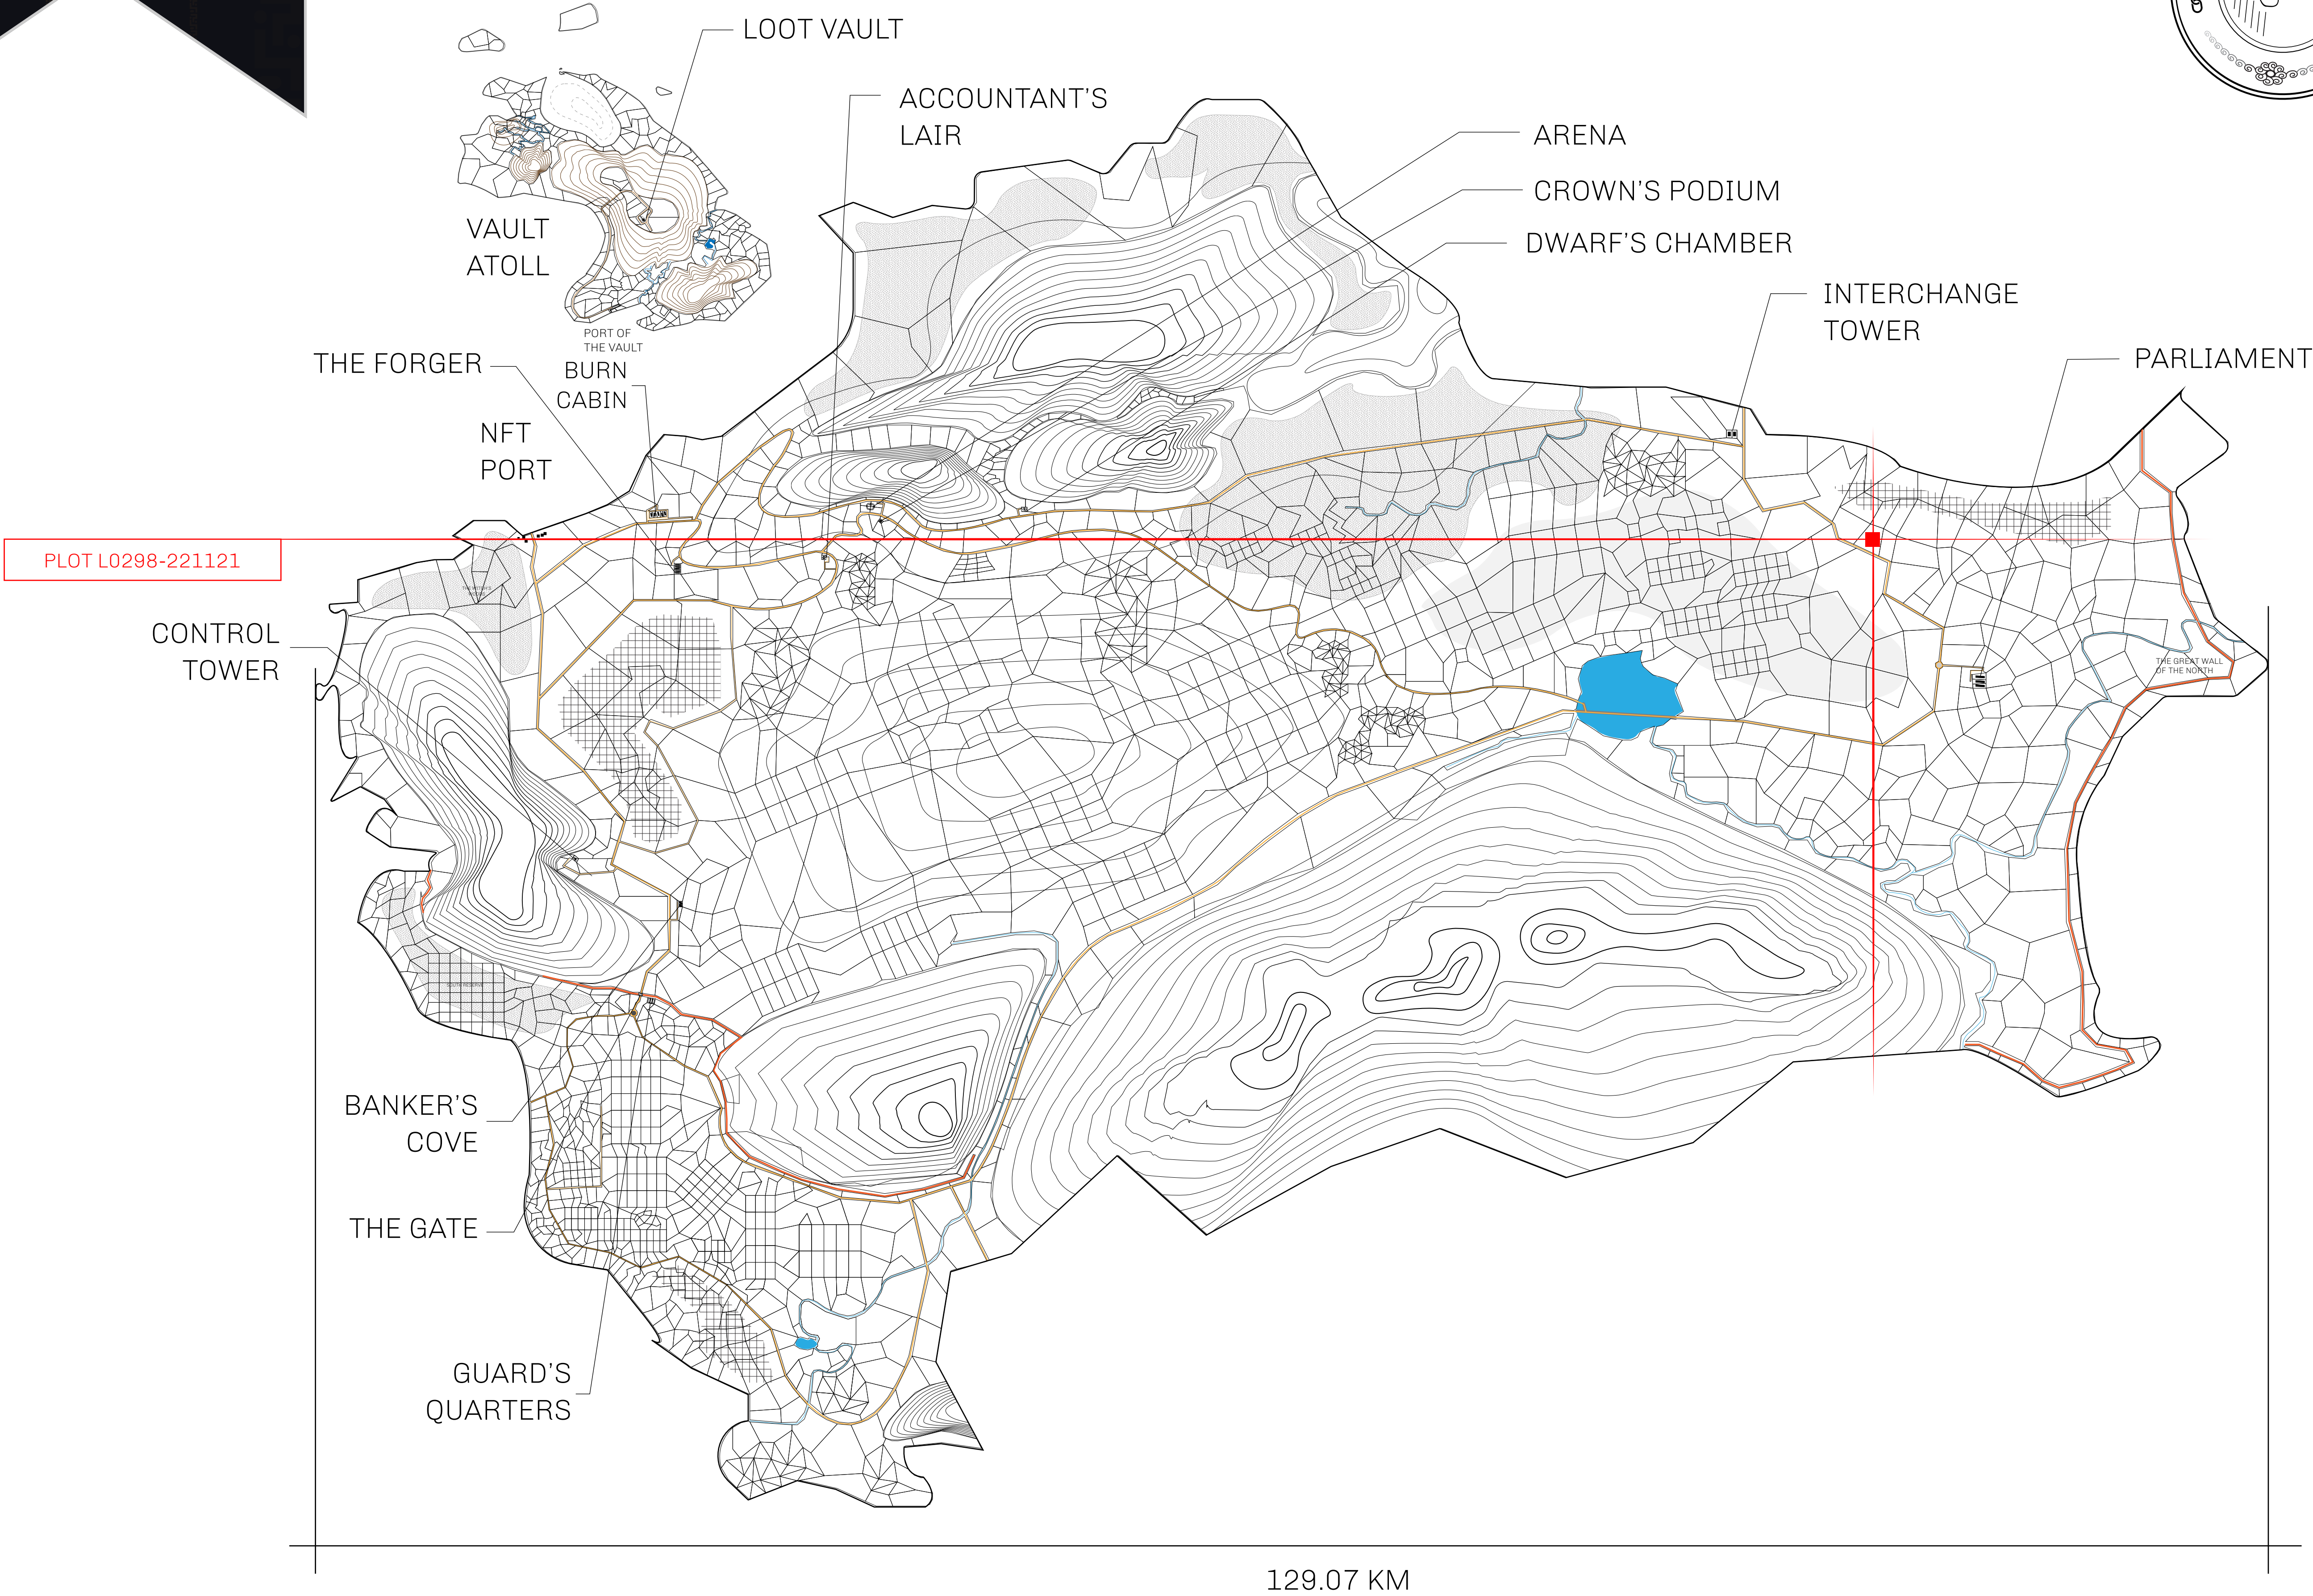 LOOT VAULT
ACCOUNTANT'S
LAIR
ARENA
CROWN'S PODIUM
DWARF'S CHAMBER
VAULT
ATOLL
INTERCHANGE
TOWER
PORT OF
THE VAULT
THE FORGER
BURN
CABIN
PARLIAMENT
NFT
PORT
PLOT L0298-221121
CONTROL
TOWER
THE GREAT WALL
OF THE NORTH
SOUTH RESERVE
BANKER'S
COVE
THE GATE
GUARD'S
QUARTERS
129.07 KM